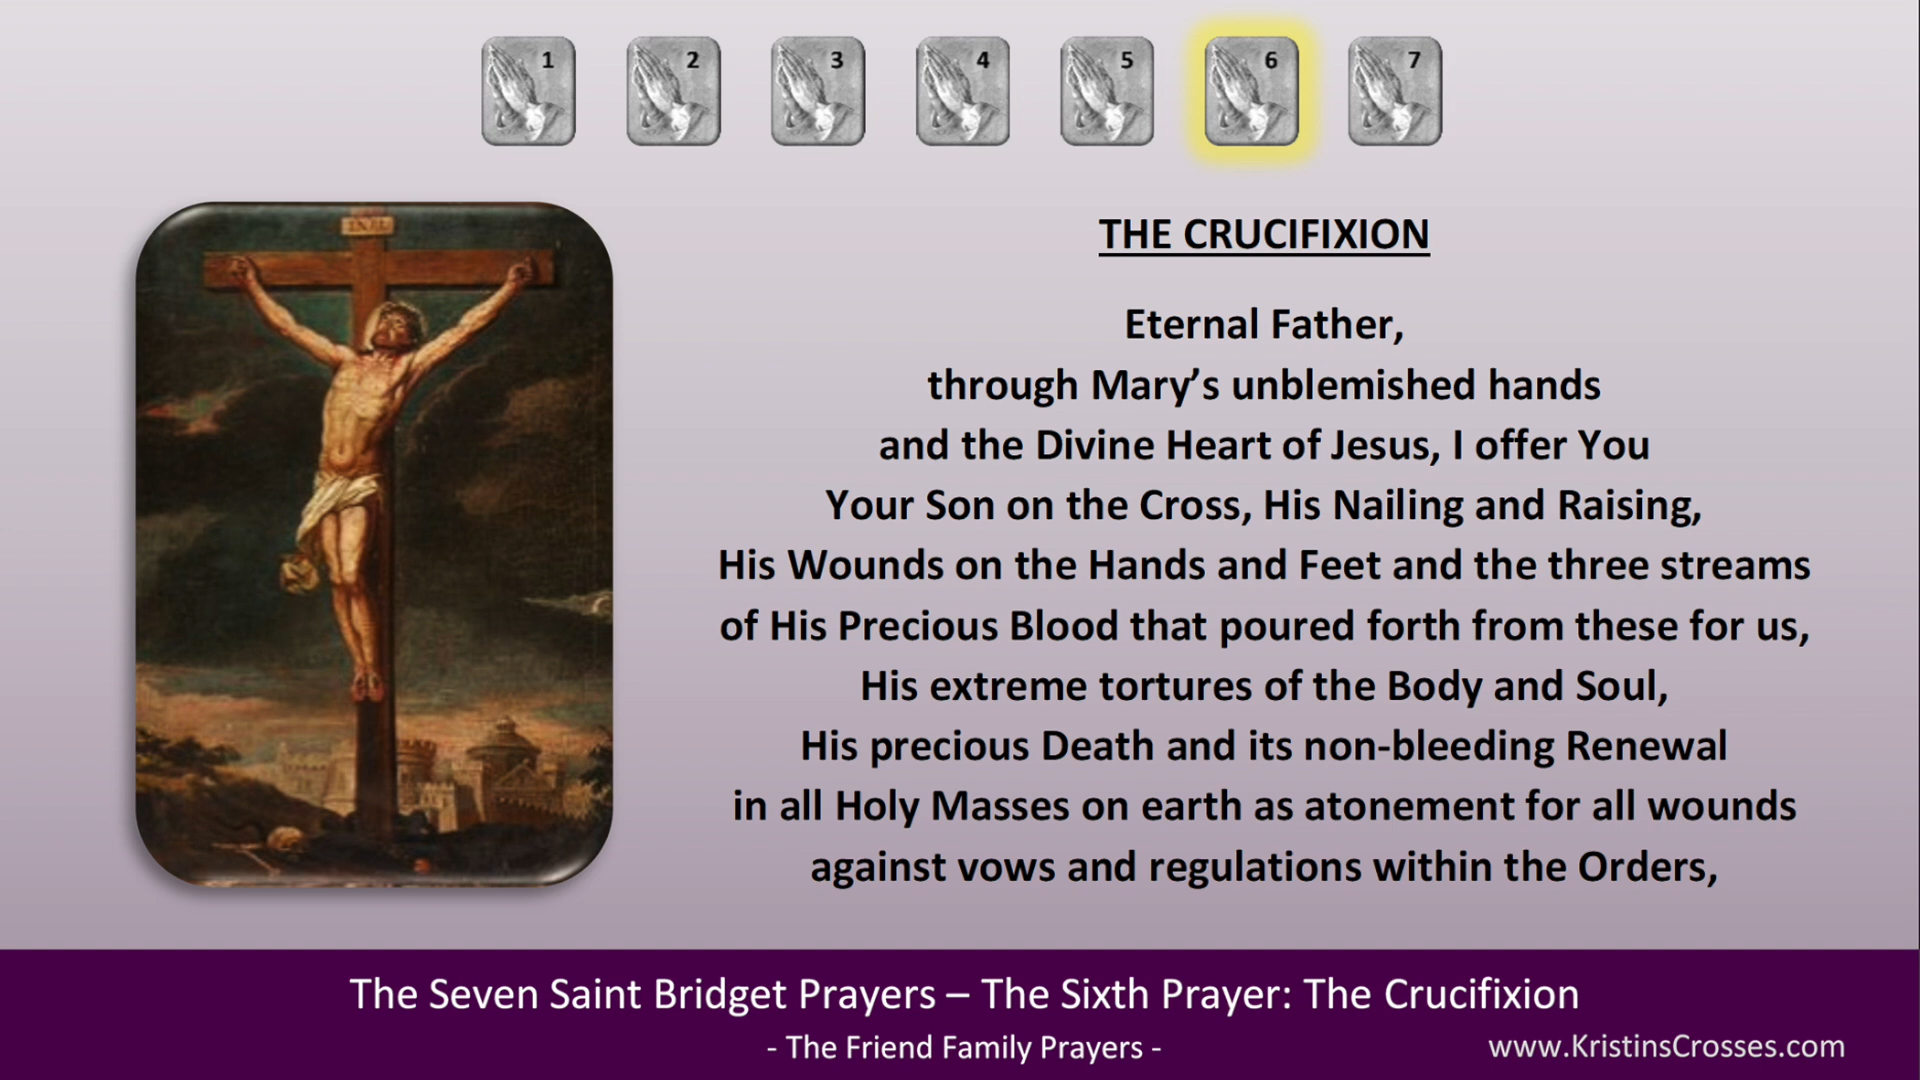 1 2 3 4 5 6 7
INRI
THE CRUCIFIXION
Eternal Father,
through Mary’s unblemished hands
and the Divine Heart of Jesus, I offer You
Your Son on the Cross, His Nailing and Raising,
His Wounds on the Hands and Feet and the three streams
of His Precious Blood that poured forth from these for us,
His extreme tortures of the Body and Soul,
His precious Death and its non-bleeding Renewal
in all Holy Masses on earth as atonement for all wounds
against vows and regulations within the Orders,
The Seven Saint Bridget Prayers – The Sixth Prayer: The Crucifixion
- The Friend Family Prayers -
www.KristinsCrosses.com